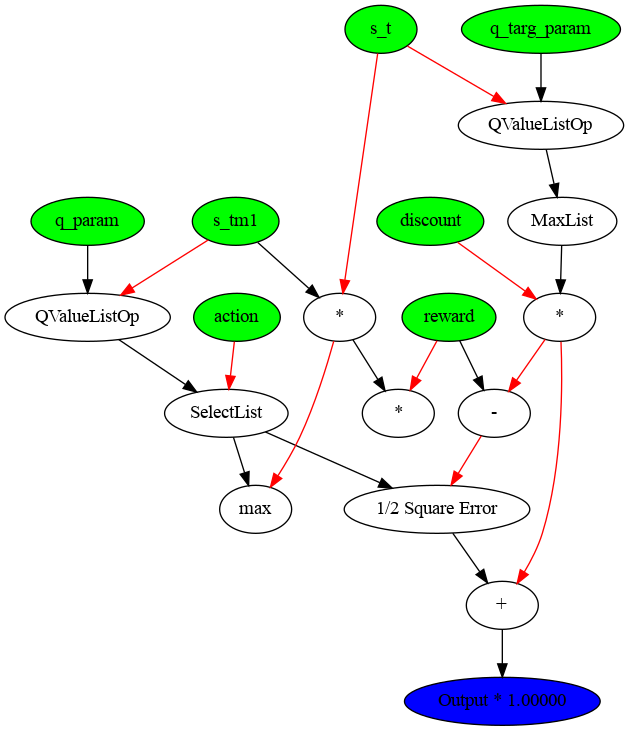 s_t
q_targ_param
QValueListOp
q_param
s_tm1
discount
MaxList
QValueListOp
action
*
reward
*
SelectList
*
-
max
1/2 Square Error
+
Output * 1.00000